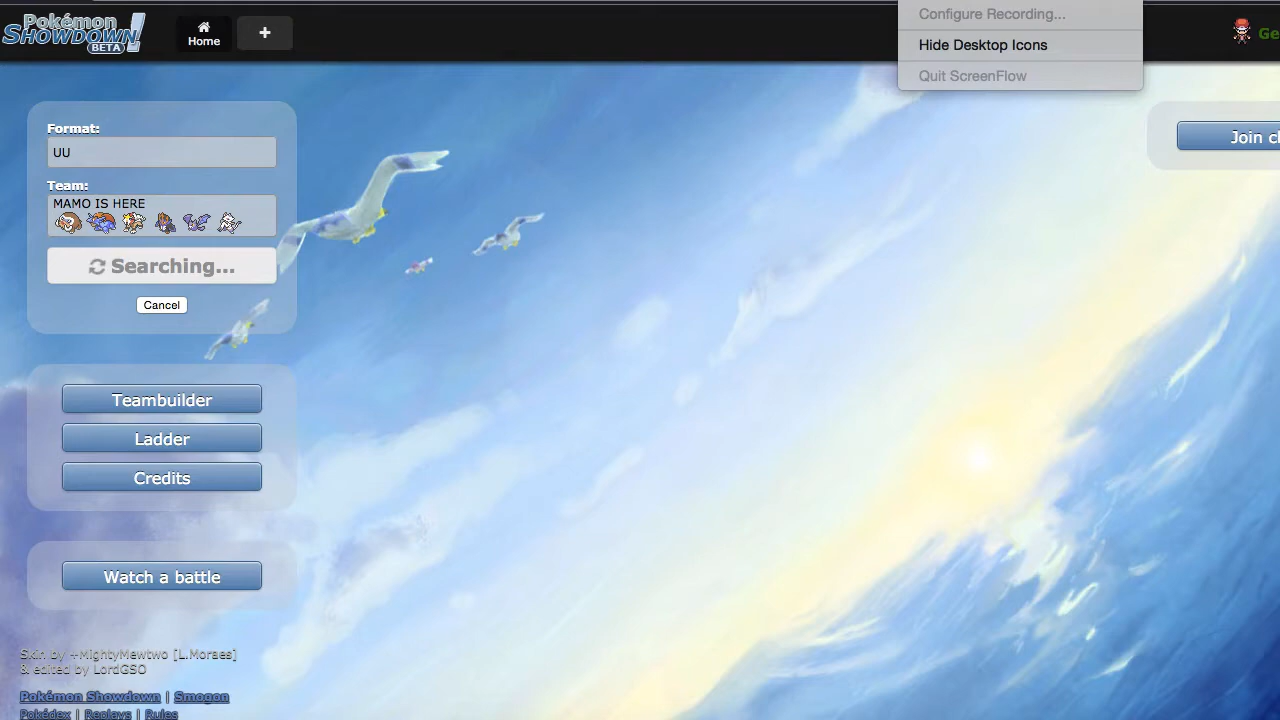 Pokémon
SHOWDOWN!
BETA
Home
+
Configure Recording...
Hide Desktop Icons
Quit ScreenFlow
Format:
UU
Team:
MAMO IS HERE
Searching...
Cancel
Join
Teambuilder
Ladder
Credits
Watch a battle
Skin by +MightyMewtwo [L.Moraes]
& edited by LordGSO
Pokémon Showdown | Smogon
Pokédex | Replays | Rules